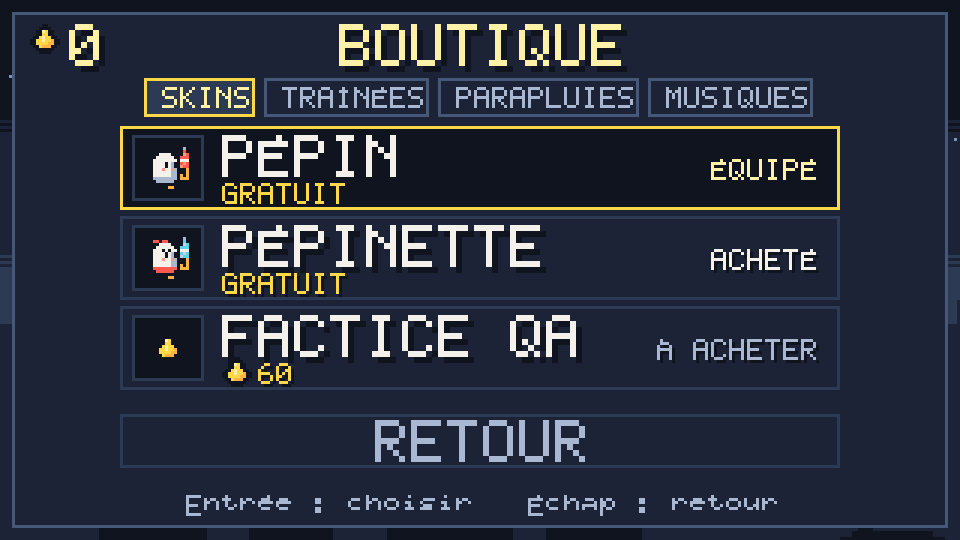 0 BOUTIQUE
SKINS TRAÎNÉES PARAPLUIES MUSIQUES
PÉPIN
GRATUIT
ÉQUIPÉ
PÉPINETTE
GRATUIT
ACHETÉ
FACTICE QA
60
À ACHETER
RETOUR
Entrée : choisir Échap : retour